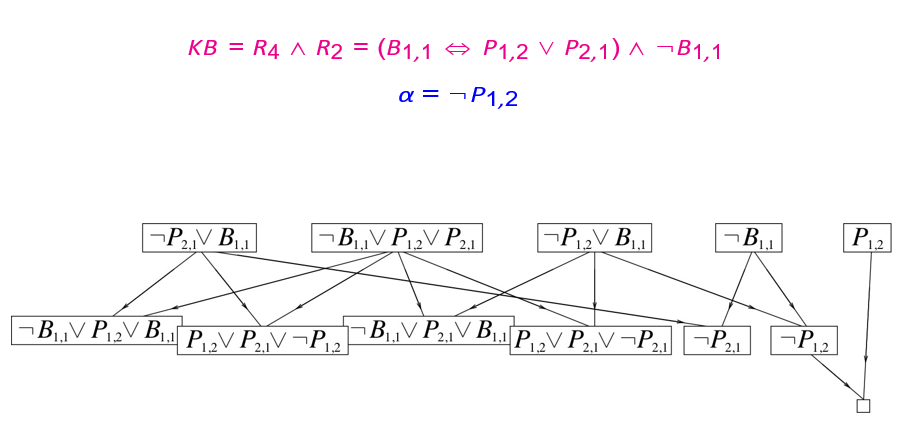 KB = R4 ∧ R2 = (B1,1 ⇔ P1,2 ∨ P2,1) ∧ ¬B1,1
α = ¬P1,2
¬P2,1 ∨ B1,1 ¬B1,1 ∨ P1,2 ∨ P2,1 ¬P1,2 ∨ B1,1 ¬B1,1 P1,2
¬B1,1 ∨ P1,2 ∨ B1,1 P1,2 ∨ P2,1 ∨ ¬P1,2 ¬B1,1 ∨ P2,1 ∨ B1,1 P1,2 ∨ P2,1 ∨ ¬P2,1 ¬P2,1 ¬P1,2